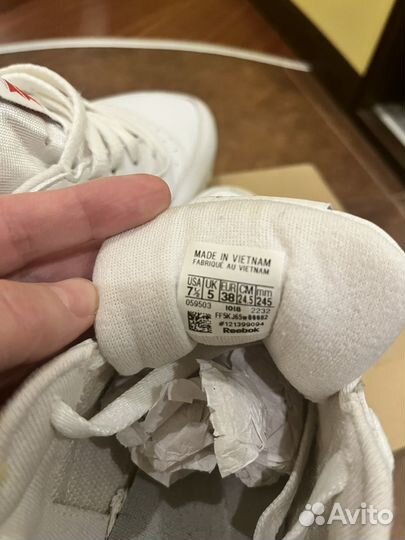 MADE IN VIETNAM
FABRIQUÉ AU VIETNAM
USA UK EUR CM mm
7½ 5 38 24.5 245
059503 1018 2232
#121399094
Reebok
Avito